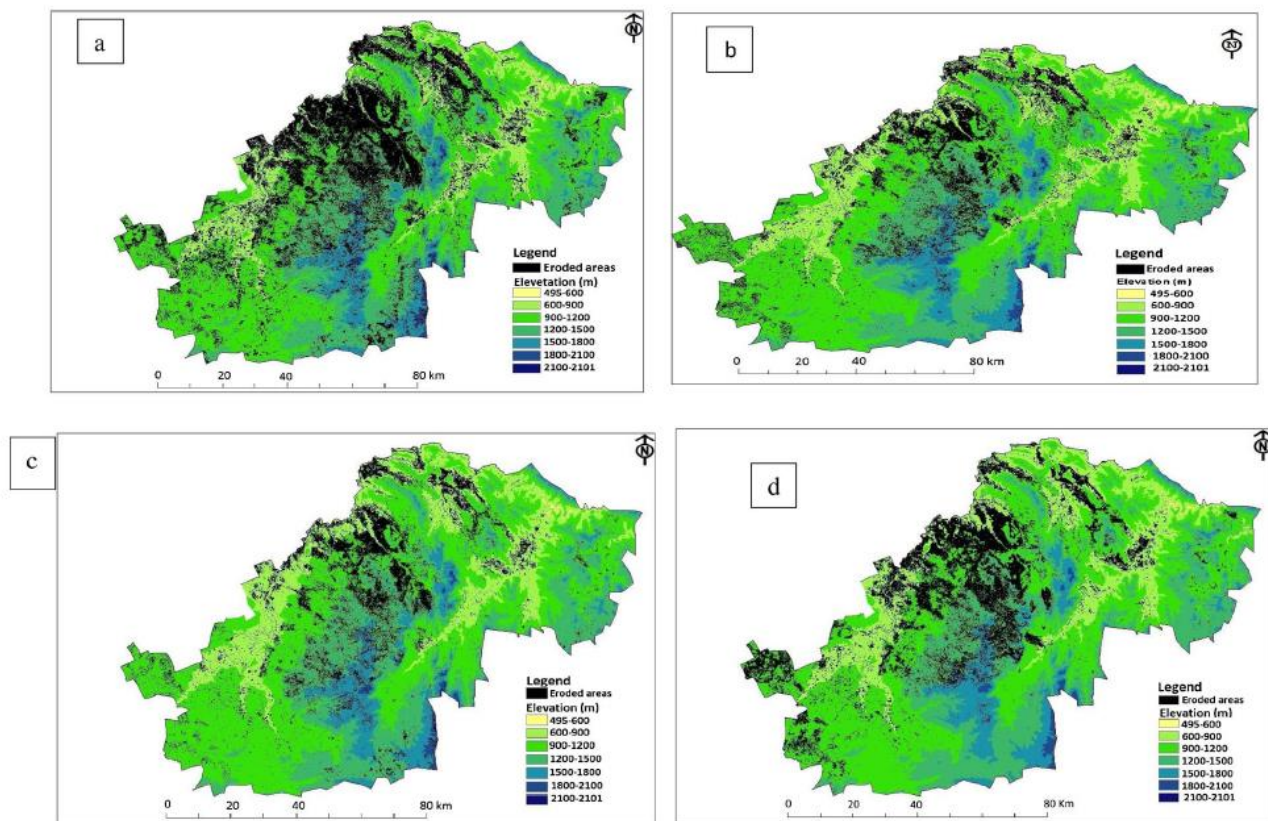 a
N
Legend
Eroded areas
Elevetation (m)
495-600
600-900
900-1200
1200-1500
1500-1800
1800-2100
2100-2101
0 20 40 80 km
b
N
Legend
Eroded areas
Elevation (m)
495-600
600-900
900-1200
1200-1500
1500-1800
1800-2100
2100-2101
0 20 40 80 km
c
N
Legend
Eroded areas
Elevation (m)
495-600
600-900
900-1200
1200-1500
1500-1800
1800-2100
2100-2101
0 20 40 80 km
d
N
Legend
Eroded areas
Elevation (m)
495-600
600-900
900-1200
1200-1500
1500-1800
1800-2100
2100-2101
0 20 40 80 Km